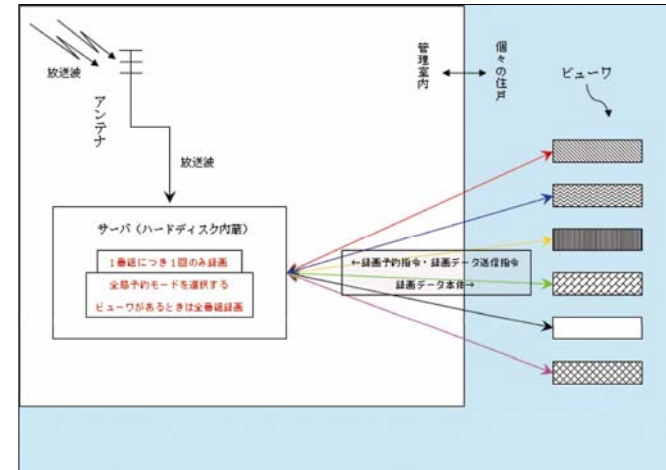 放送波
アンテナ
放送波
管理室内
個々の住戸
ビューワ
サーバ（ハードディスク内蔵）
1番組につき1回のみ録画
全局予約モードを選択する
ビューワがあるときは全番組録画
←録画予約指令・録画データ送信指令
録画データ本体→